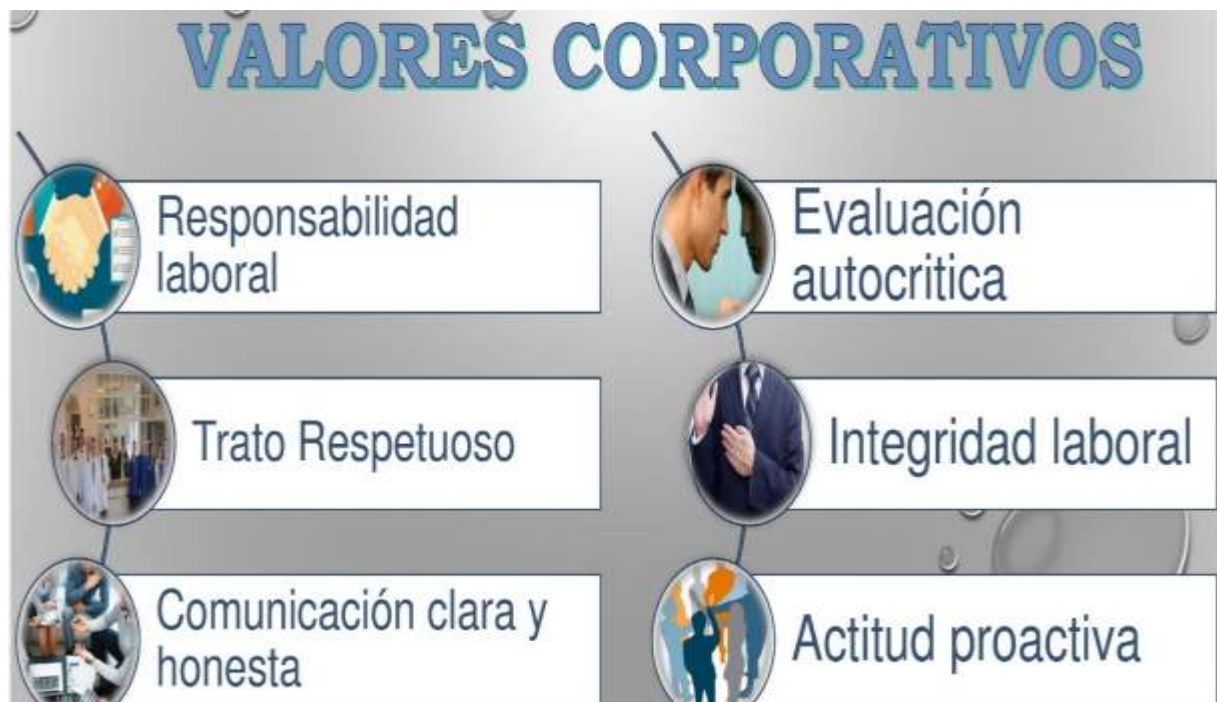 VALORES CORPORATIVOS
Responsabilidad
laboral
Trato Respetuoso
Comunicación clara y
honesta
Evaluación
autocritica
Integridad laboral
Actitud proactiva